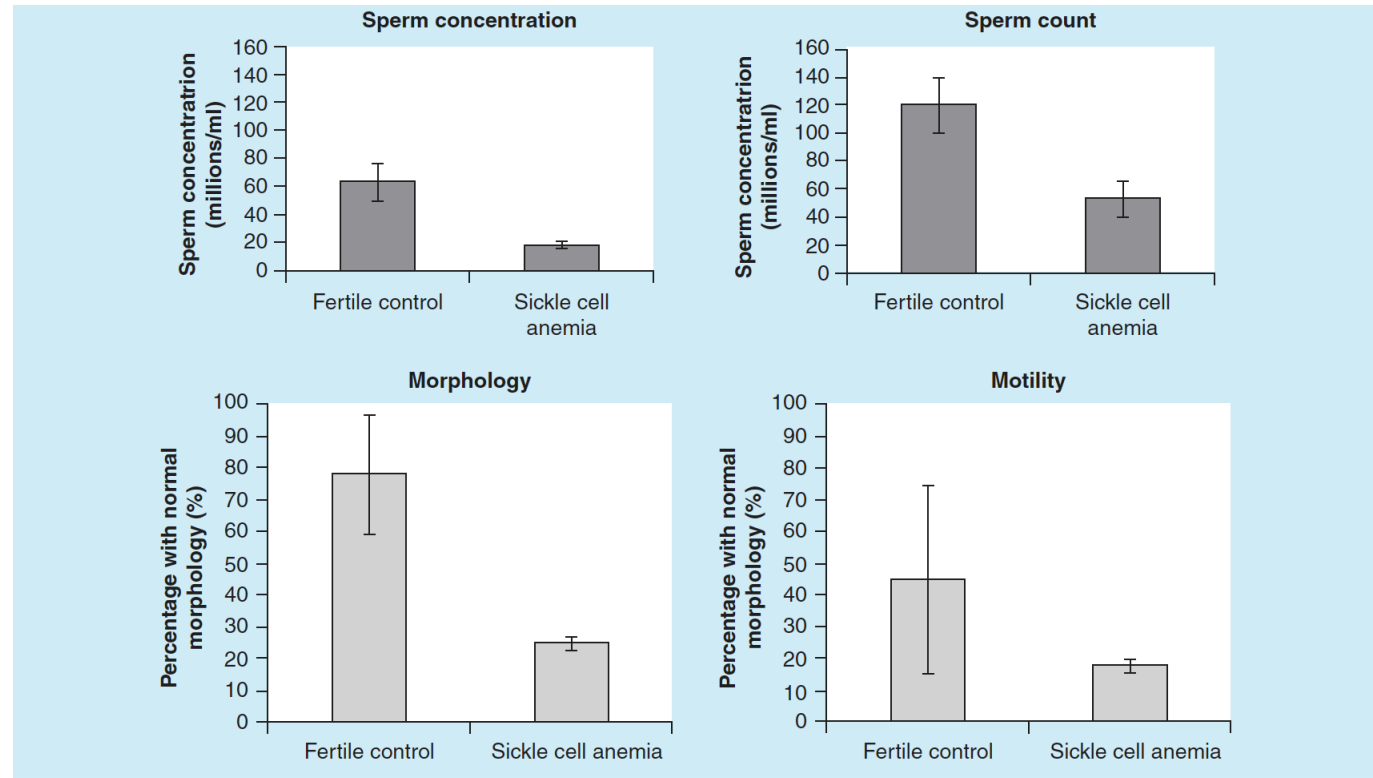 Sperm concentration
Sperm concentratrion
(millions/ml)
160
140
120
100
80
60
40
20
0
Fertile control
Sickle cell
anemia
Sperm count
Sperm concentratrion
(millions/ml)
160
140
120
100
80
60
40
20
0
Fertile control
Sickle cell
anemia
Morphology
Percentage with normal
morphology (%)
100
90
80
70
60
50
40
30
20
10
0
Fertile control
Sickle cell anemia
Motility
Percentage with normal
morphology (%)
100
90
80
70
60
50
40
30
20
10
0
Fertile control
Sickle cell anemia